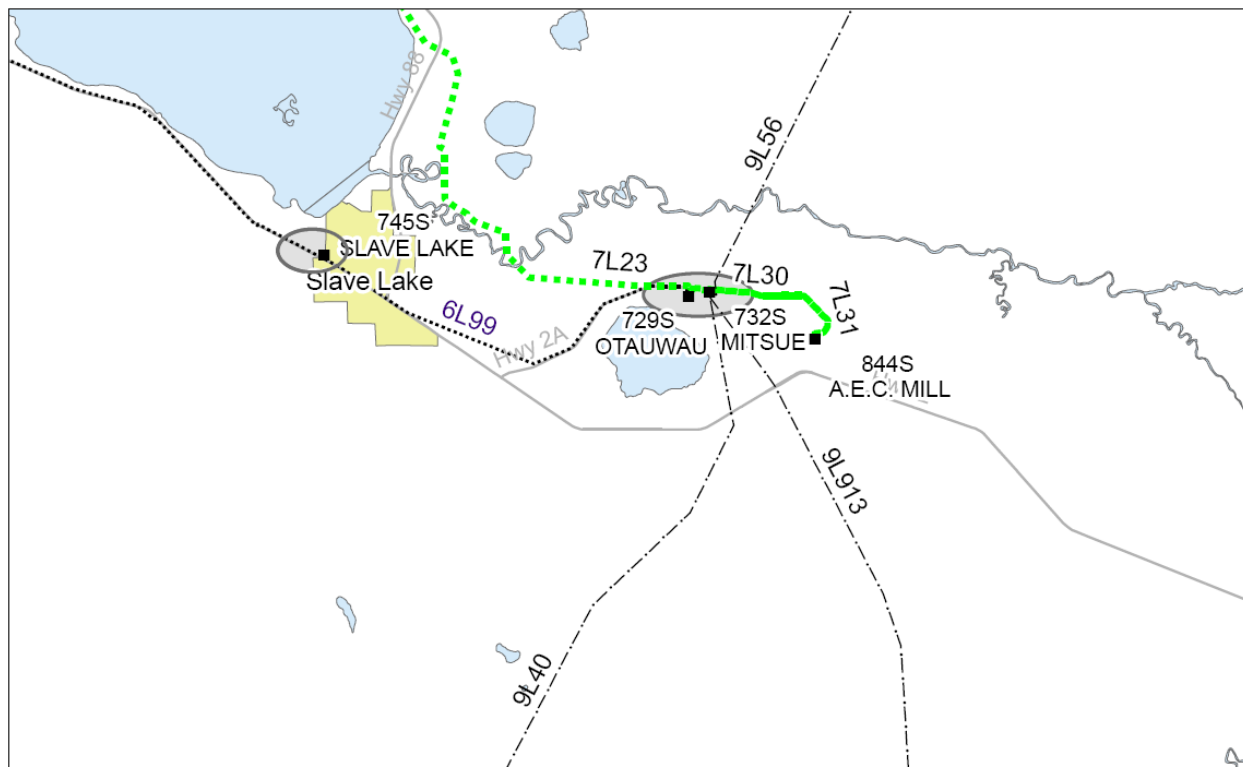 Hwy 88
9L56
745S
SLAVE LAKE
Slave Lake
7L23
7L30
7L31
6L99
729S
OTAUWAU
732S
MITSUE
Hwy 2A
844S
A.E.C. MILL
9L913
9L40